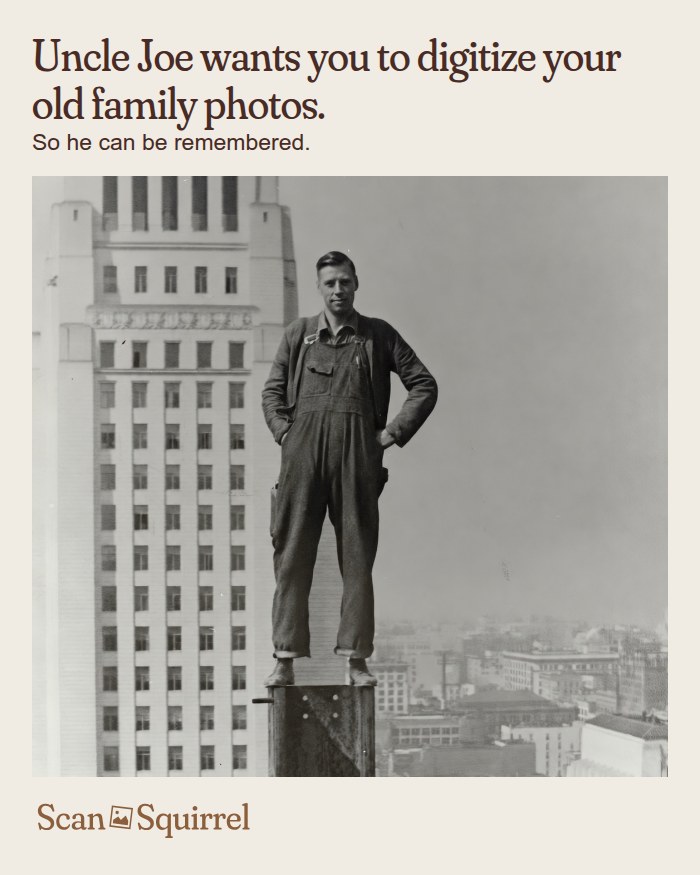 Uncle Joe wants you to digitize your
old family photos.
So he can be remembered.
Scan Squirrel